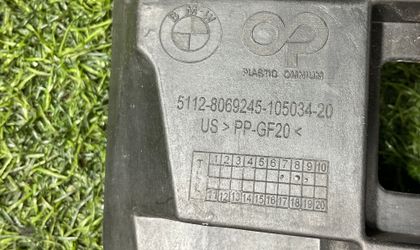 BMW
OP
PLASTIC OMNIUM
5112-8069245-105034-20
US > PP-GF20 <
1 2 3 4 5 6 7 8 9 10
11 12 13 14 15 16 17 18 19 20